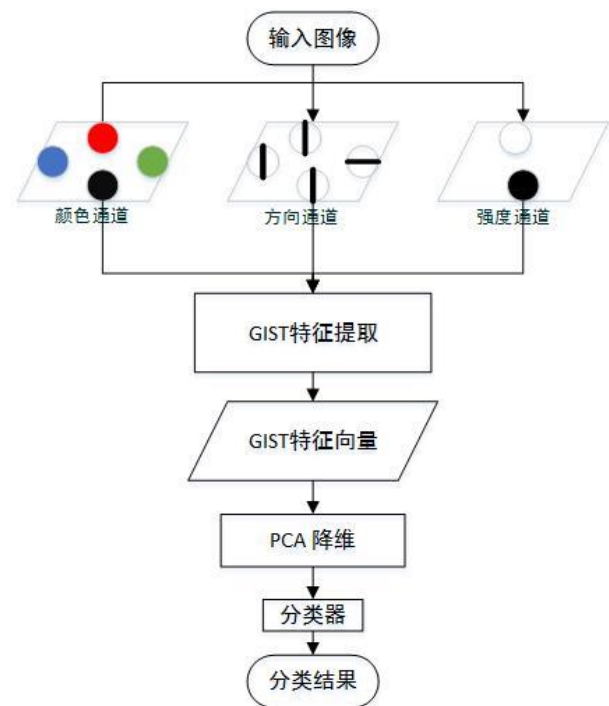 输入图像
颜色通道
方向通道
强度通道
GIST特征提取
GIST特征向量
PCA 降维
分类器
分类结果